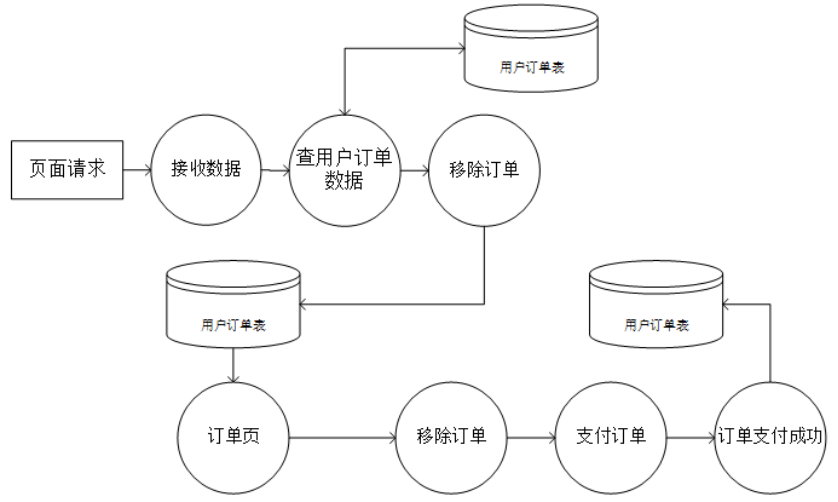 用户订单表
页面请求
接收数据
查用户订单
数据
移除订单
用户订单表
用户订单表
订单页
移除订单
支付订单
订单支付成功